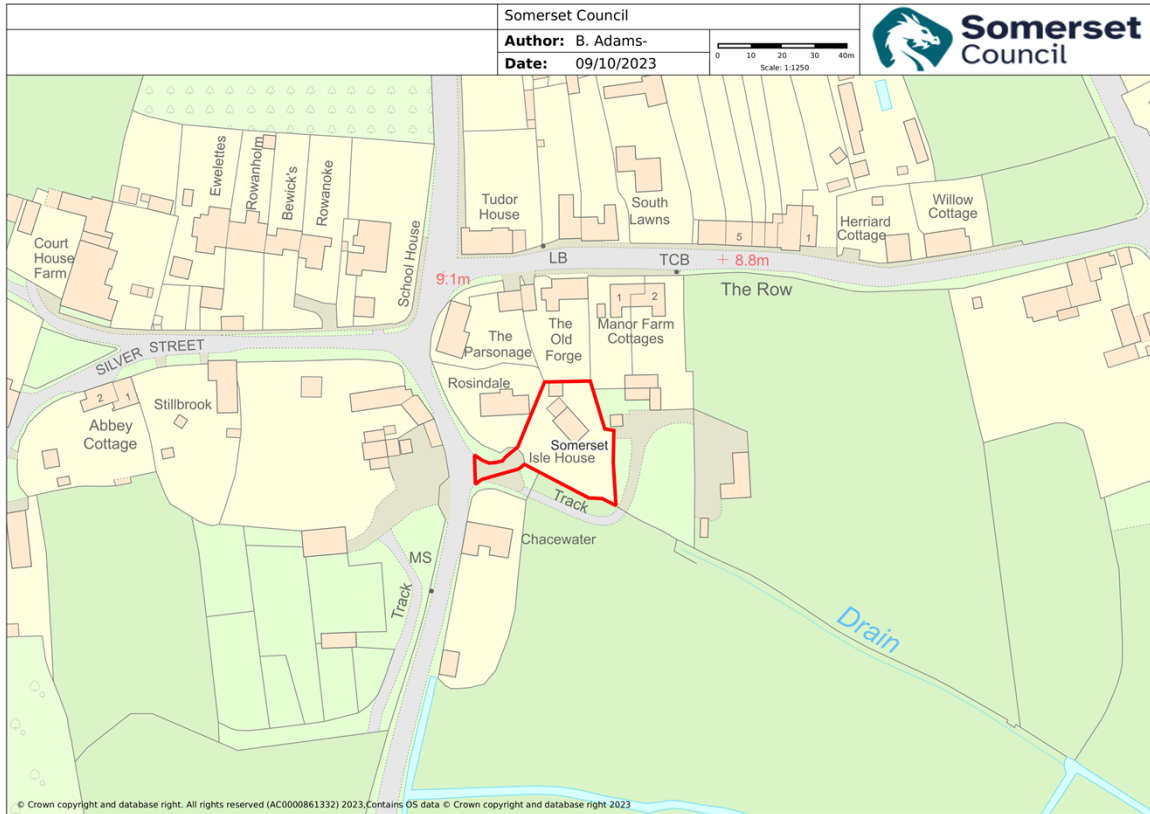 Somerset Council
Author: B. Adams-
Date: 09/10/2023
0 10 20 30 40m
Scale: 1:1250
Somerset
Council
Ewelettes
Rowanholm
Bewick's
Rowanoke
School House
Court
House
Farm
Tudor
House
South
Lawns
Willow
Cottage
Herriard
Cottage
5
1
LB
TCB
8.8m
9.1m
The Row
1
2
The
Parsonage
The
Old
Forge
Manor Farm
Cottages
SILVER STREET
Rosindale
2
1
Stillbrook
Abbey
Cottage
Somerset
Isle House
Track
Chacewater
MS
Track
Drain
© Crown copyright and database right. All rights reserved (AC0000861332) 2023,Contains OS data © Crown copyright and database right 2023